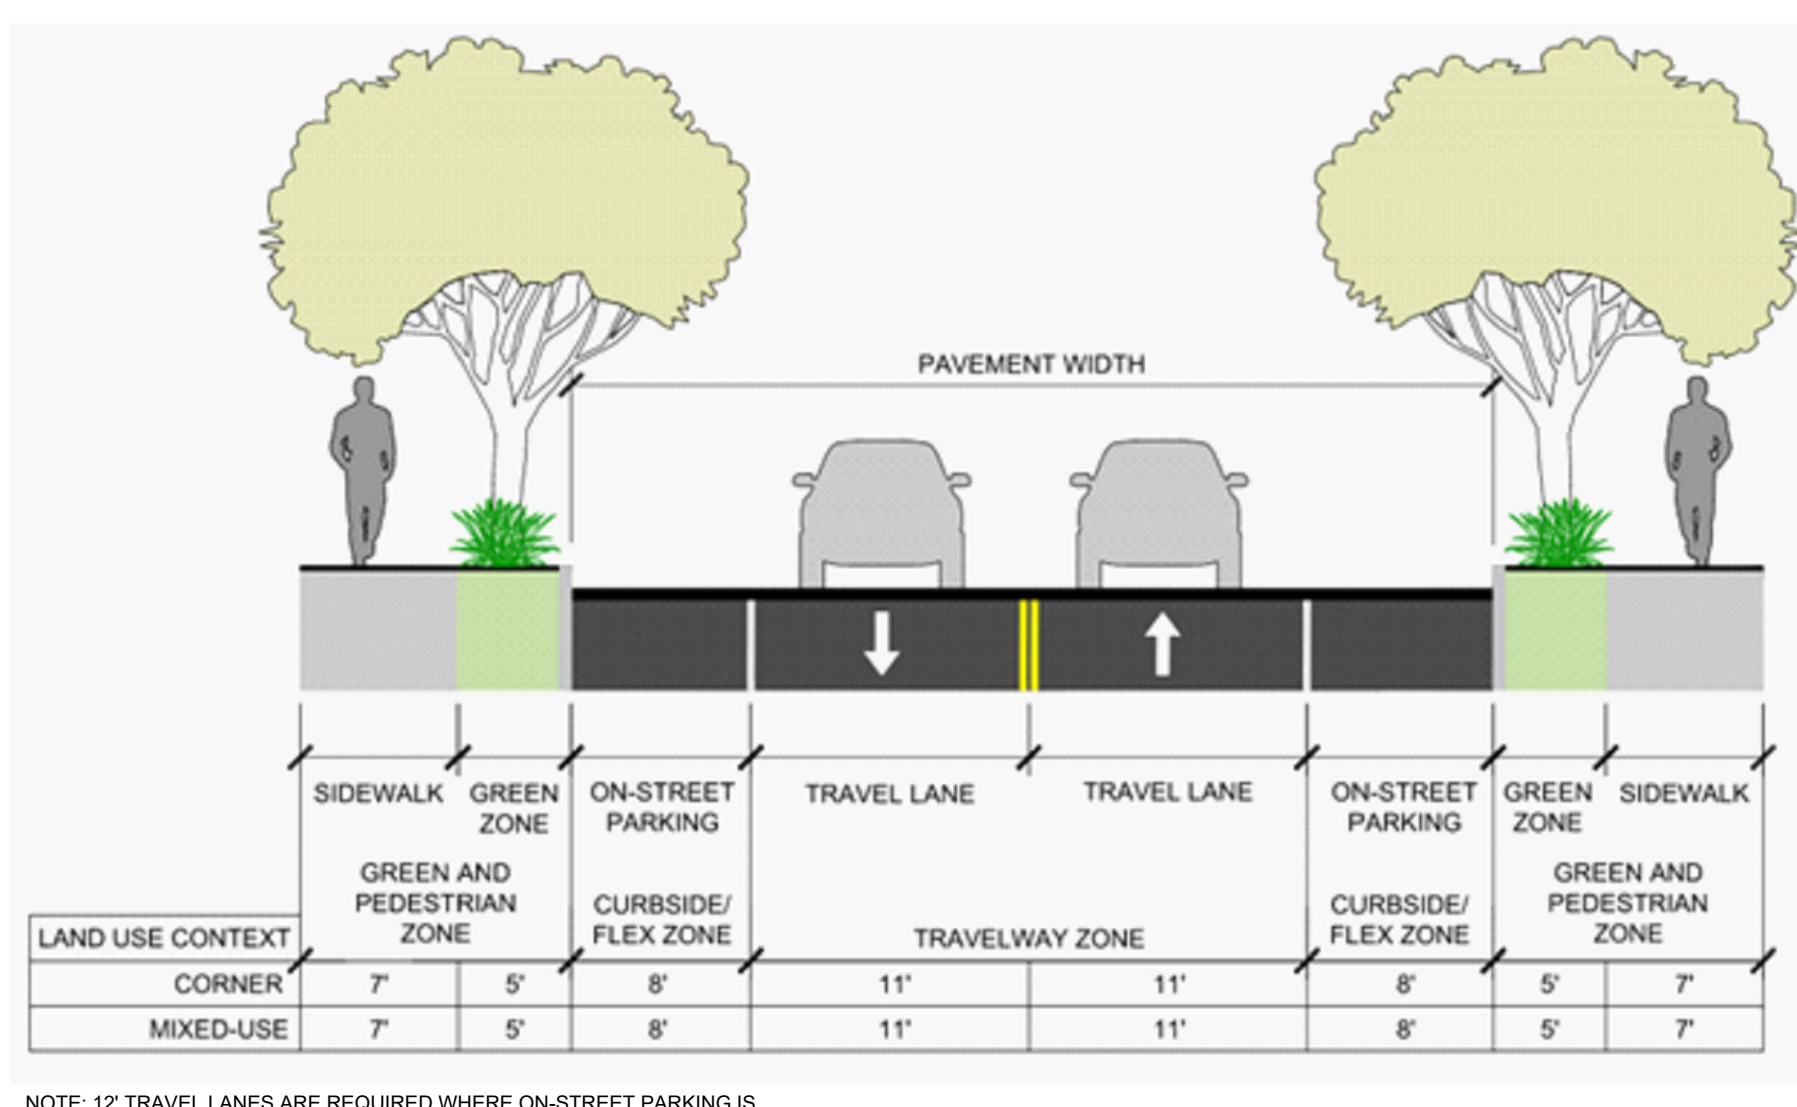 PAVEMENT WIDTH
SIDEWALK GREEN ZONE ON-STREET PARKING TRAVEL LANE TRAVEL LANE ON-STREET PARKING GREEN ZONE SIDEWALK
GREEN AND PEDESTRIAN ZONE CURBSIDE/ FLEX ZONE TRAVELWAY ZONE CURBSIDE/ FLEX ZONE GREEN AND PEDESTRIAN ZONE
LAND USE CONTEXT
CORNER 7' 5' 8' 11' 11' 8' 5' 7'
MIXED-USE 7' 5' 8' 11' 11' 8' 5' 7'
NOTE: 12' TRAVEL LANES ARE REQUIRED WHERE ON-STREET PARKING IS